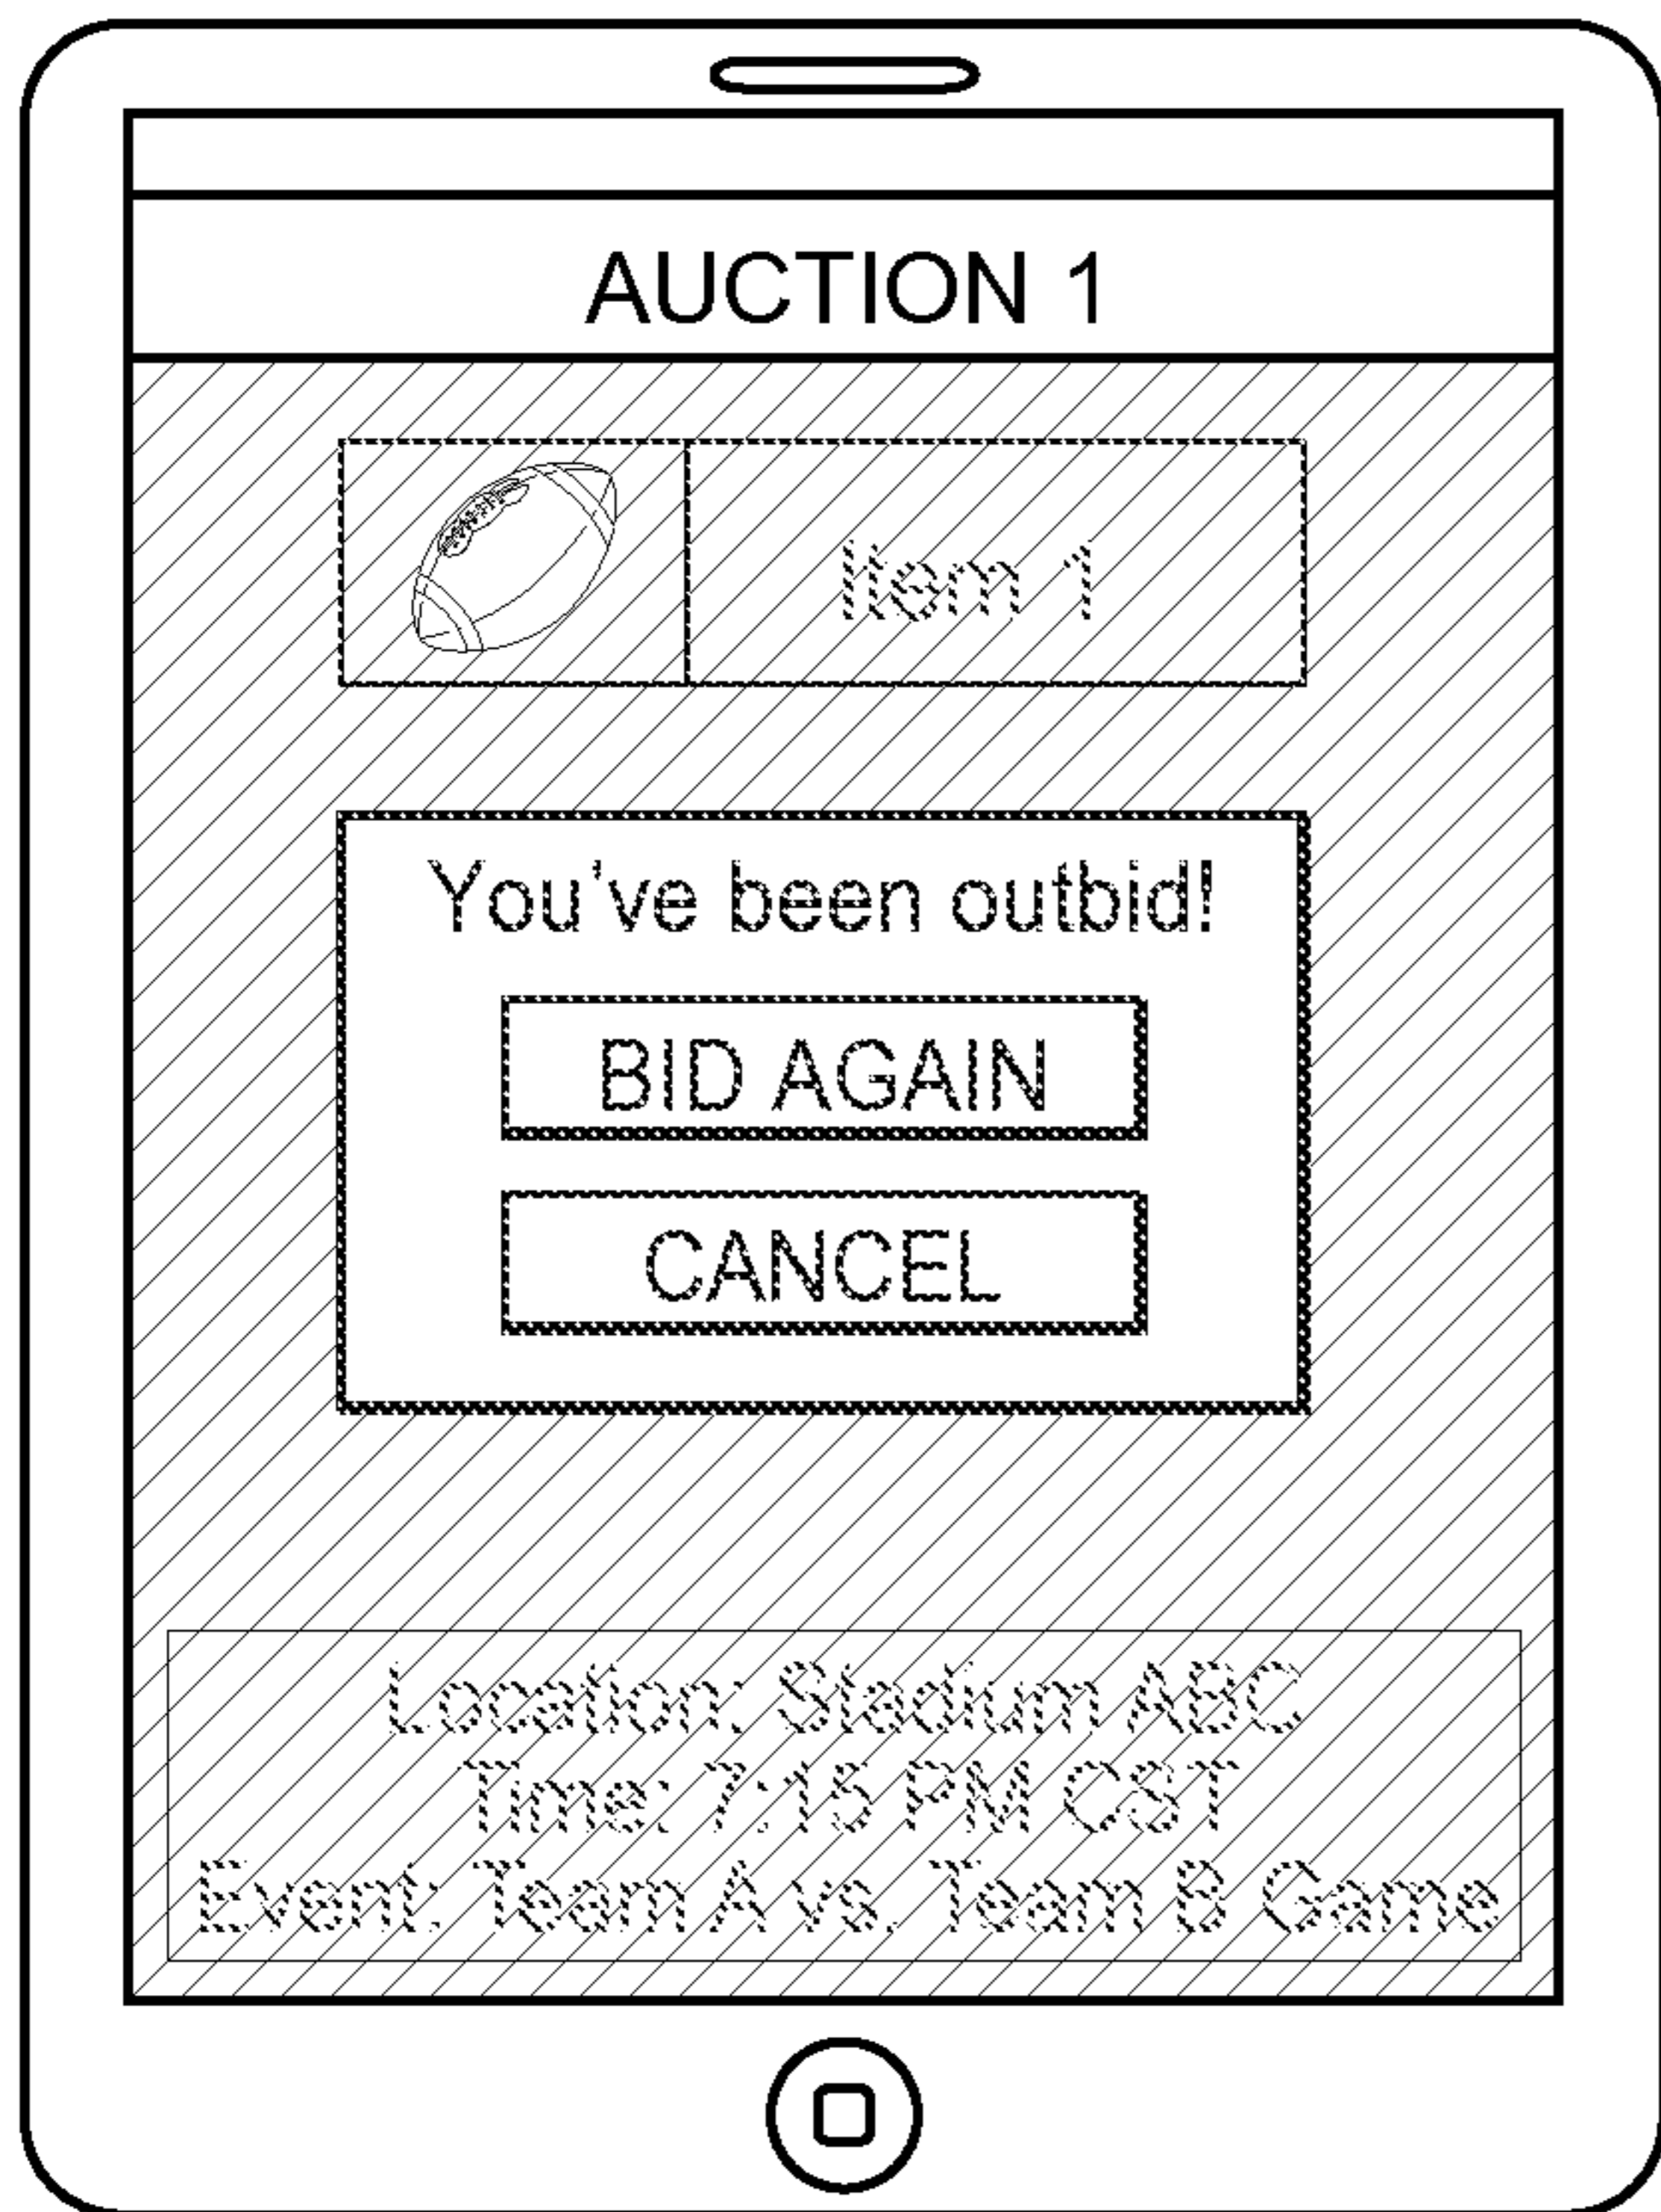 AUCTION 1
Item 1
You've been outbid!
BID AGAIN
CANCEL
Location: Stadium ABC
Time: 7:15 PM CST
Event: Team A vs. Team B Game